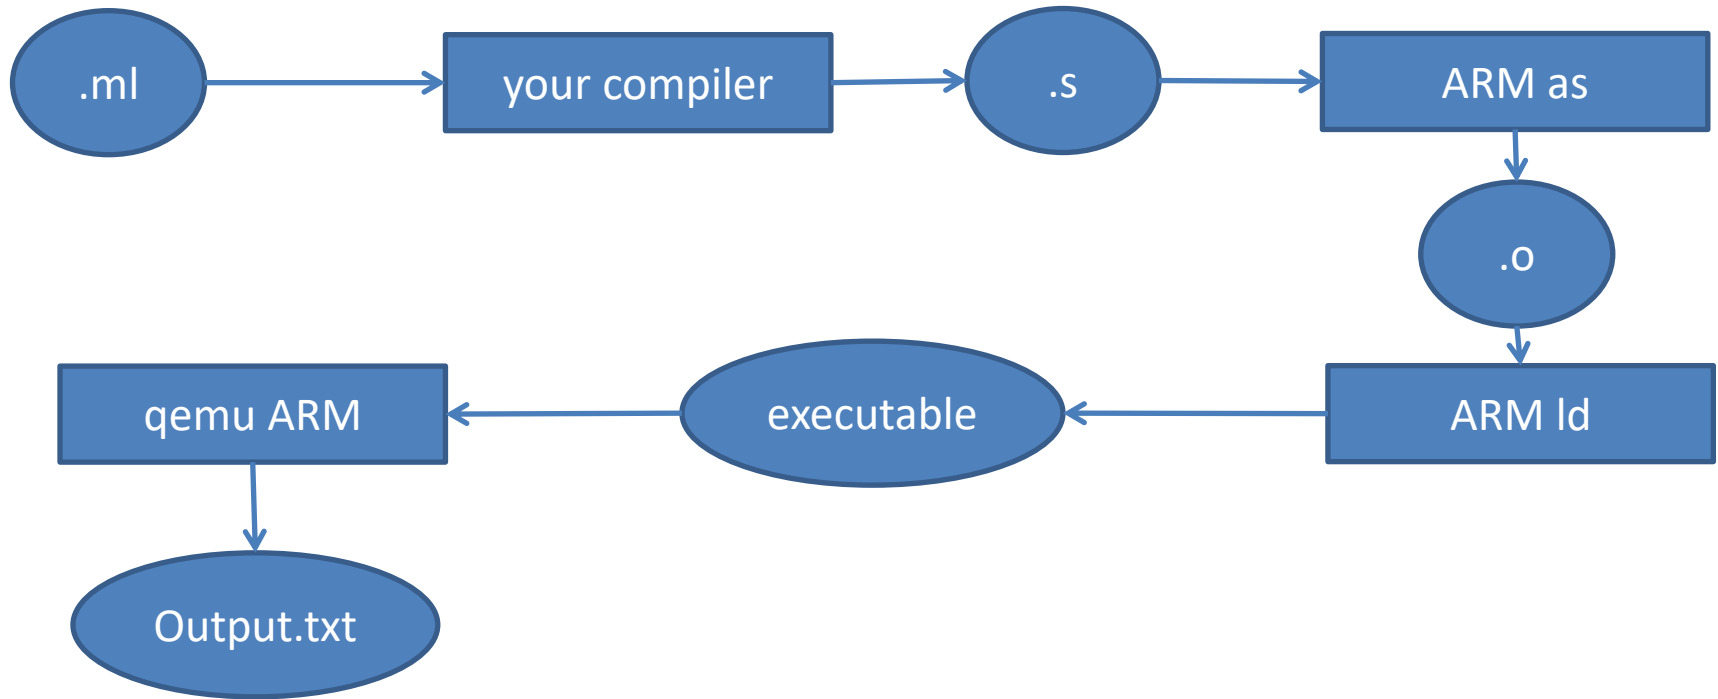 .ml
your compiler
.s
ARM as
.o
ARM ld
executable
qemu ARM
Output.txt